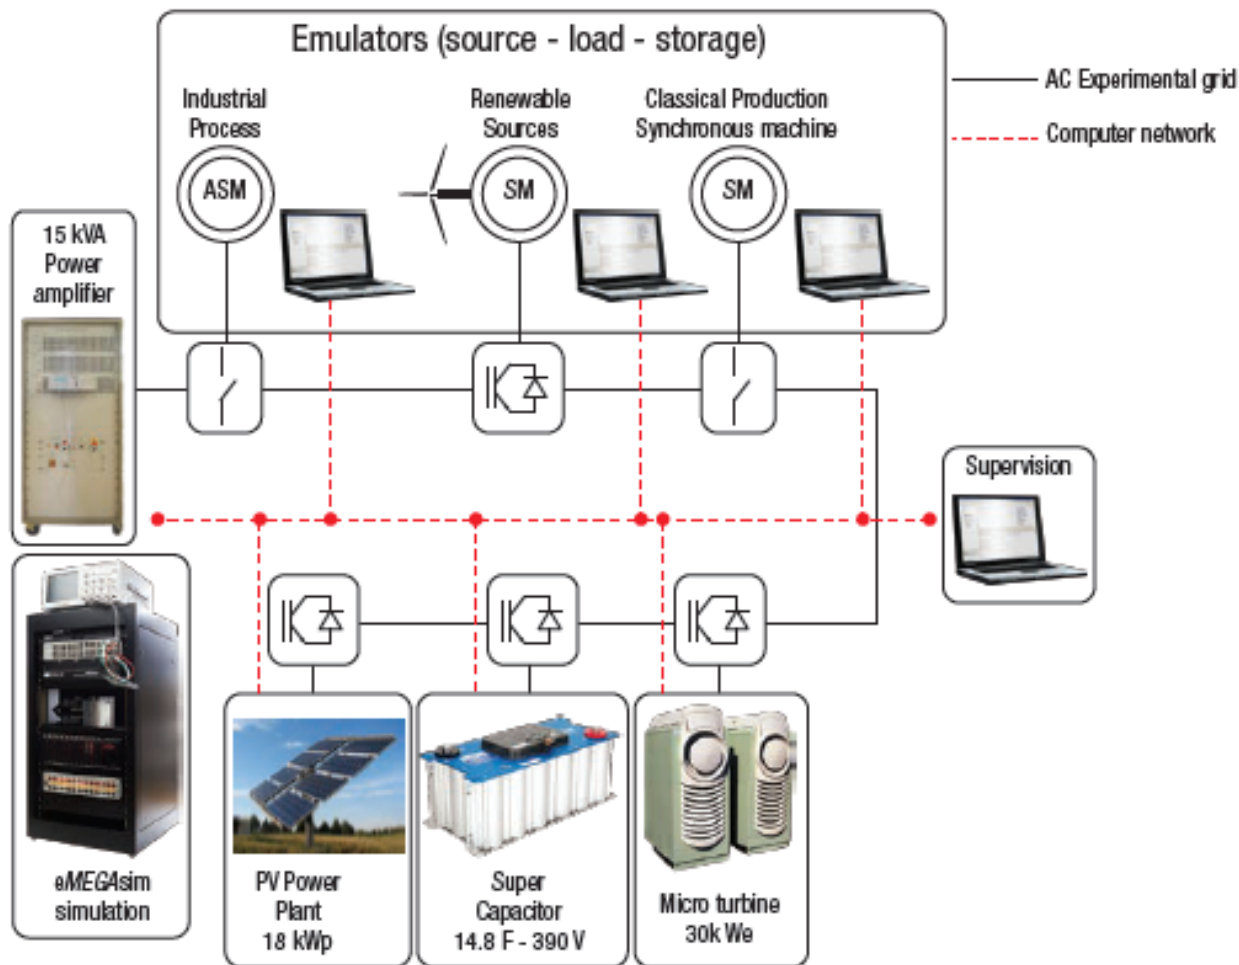 Emulators (source - load - storage)
Industrial
Process
ASM
Renewable
Sources
SM
Classical Production
Synchronous machine
SM
AC Experimental grid
Computer network
15 kVA
Power
amplifier
Supervision
eMEGAsim
simulation
PV Power
Plant
18 kWp
Super
Capacitor
14.8 F - 390 V
Micro turbine
30k We